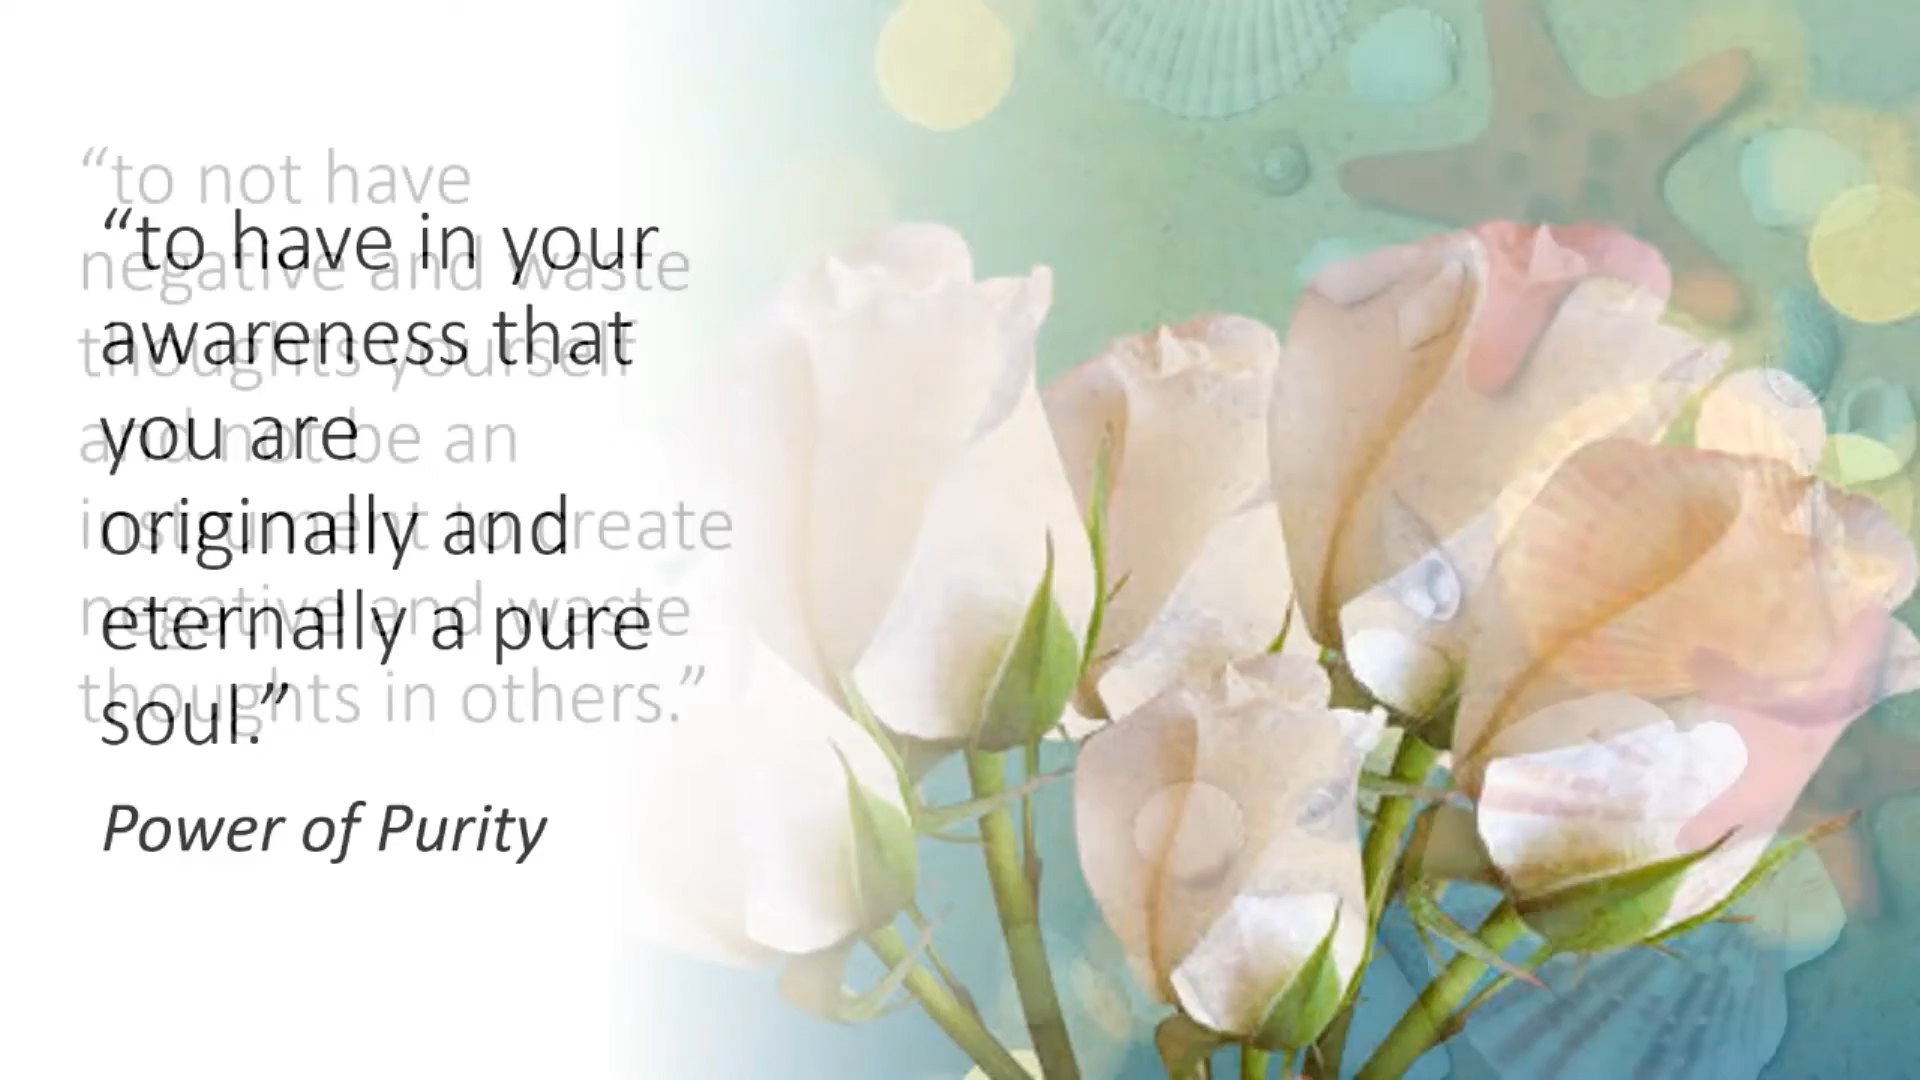 “to not have
negative and waste
thoughts yourself
and not be an
instrument to create
negative and waste
thoughts in others.”
“to have in your
awareness that
you are
originally and
eternally a pure
soul.”
Power of Purity